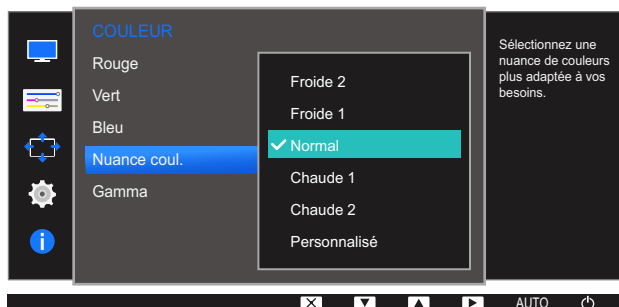 COULEUR
Rouge
Vert
Bleu
Nuance coul.
Gamma
Froide 2
Froide 1
Normal
Chaude 1
Chaude 2
Personnalisé
Sélectionnez une
nuance de couleurs
plus adaptée à vos
besoins.
AUTO